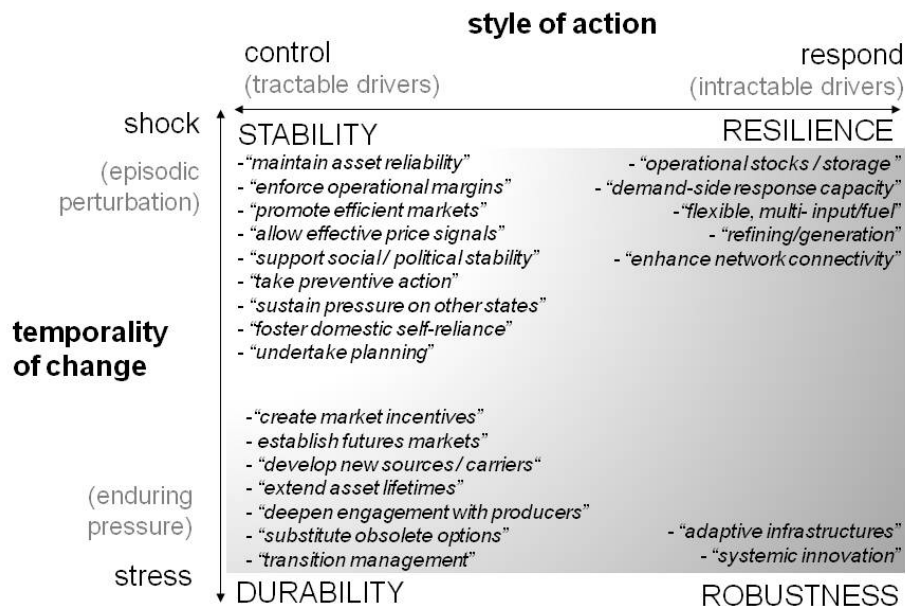 style of action
control
respond
(tractable drivers)
(intractable drivers)
shock
STABILITY
RESILIENCE
(episodic
perturbation)
-“maintain asset reliability”
- “enforce operational margins”
- “promote efficient markets”
- “allow effective price signals”
- “support social / political stability”
- “take preventive action”
- “sustain pressure on other states”
- “foster domestic self-reliance”
- “undertake planning”
- “operational stocks / storage”
- “demand-side response capacity”
-“flexible, multi- input/fuel”
- “refining/generation”
- “enhance network connectivity”
temporality
of change
-“create market incentives”
- establish futures markets”
- “develop new sources / carriers“
- “extend asset lifetimes”
- “deepen engagement with producers”
- “substitute obsolete options”
- “transition management”
(enduring
pressure)
- “adaptive infrastructures”
- “systemic innovation”
stress
DURABILITY
ROBUSTNESS